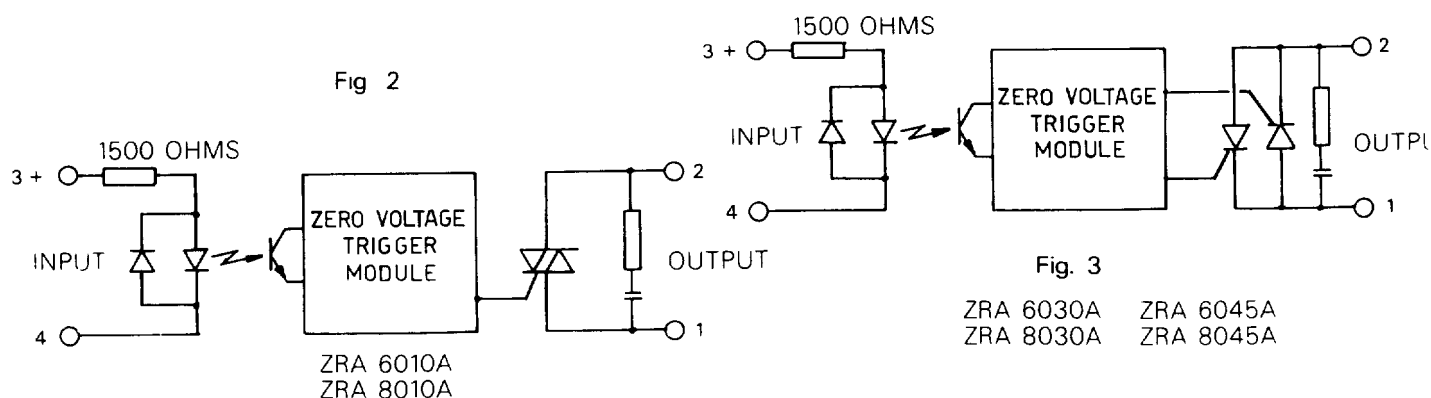 Fig 2
1500 OHMS
3 +
INPUT
4
ZERO VOLTAGE
TRIGGER
MODULE
2
OUTPUT
1
ZRA 6010A
ZRA 8010A
1500 OHMS
3 +
INPUT
4
ZERO VOLTAGE
TRIGGER
MODULE
2
OUTPU
1
Fig. 3
ZRA 6030A ZRA 6045A
ZRA 8030A ZRA 8045A